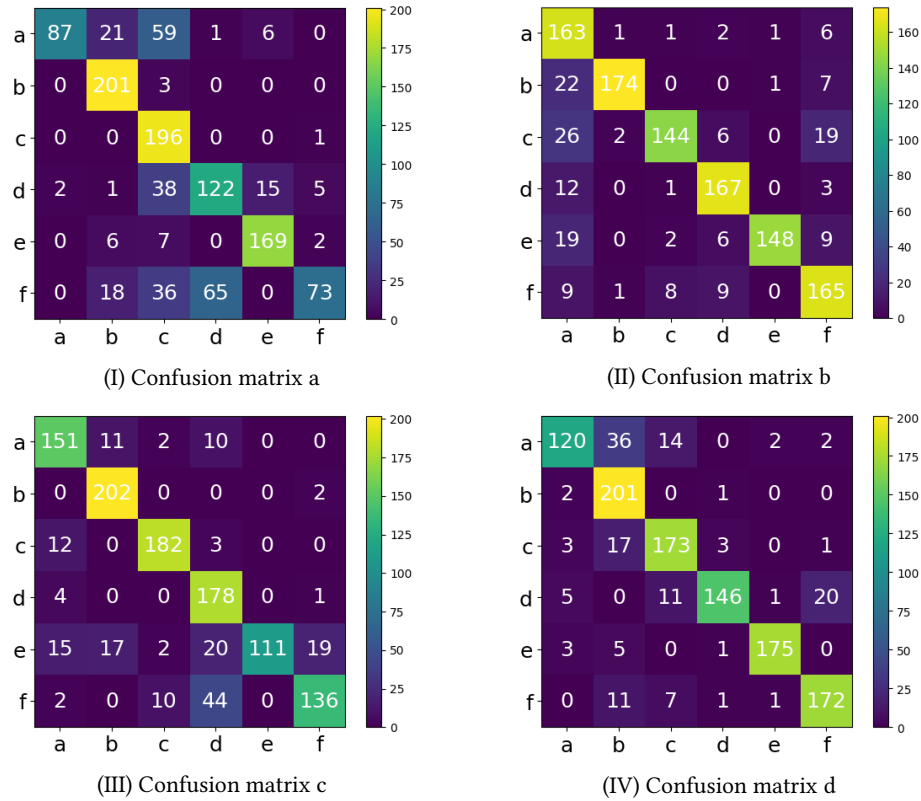 a 87 21 59 1 6 0
b 0 201 3 0 0 0
c 0 0 196 0 0 1
d 2 1 38 122 15 5
e 0 6 7 0 169 2
f 0 18 36 65 0 73
a b c d e f
200
175
150
125
100
75
50
25
0
(I) Confusion matrix a
a 163 1 1 2 1 6
b 22 174 0 0 1 7
c 26 2 144 6 0 19
d 12 0 1 167 0 3
e 19 0 2 6 148 9
f 9 1 8 9 0 165
a b c d e f
160
140
120
100
80
60
40
20
0
(II) Confusion matrix b
a 151 11 2 10 0 0
b 0 202 0 0 0 2
c 12 0 182 3 0 0
d 4 0 0 178 0 1
e 15 17 2 20 111 19
f 2 0 10 44 0 136
a b c d e f
200
175
150
125
100
75
50
25
0
(III) Confusion matrix c
a 120 36 14 0 2 2
b 2 201 0 1 0 0
c 3 17 173 3 0 1
d 5 0 11 146 1 20
e 3 5 0 1 175 0
f 0 11 7 1 1 172
a b c d e f
200
175
150
125
100
75
50
25
0
(IV) Confusion matrix d